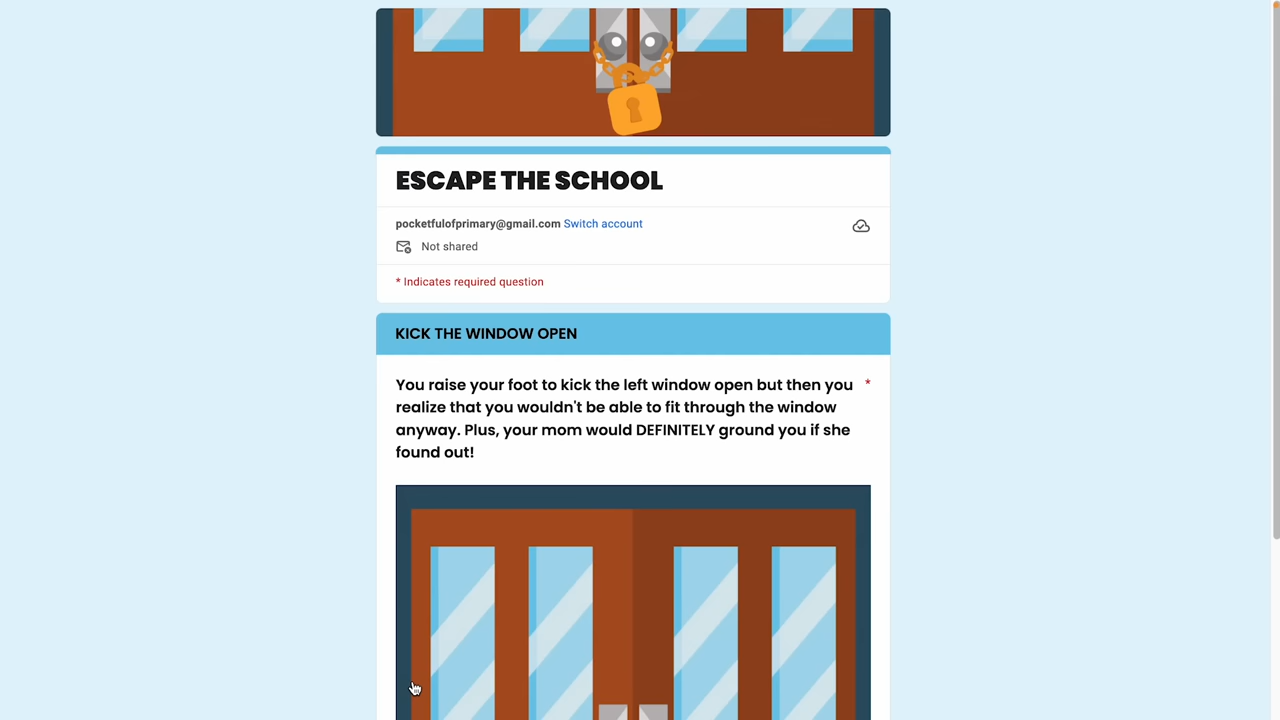 ESCAPE THE SCHOOL
pocketfulofprimary@gmail.com Switch account
Not shared
* Indicates required question
KICK THE WINDOW OPEN
You raise your foot to kick the left window open but then you *
realize that you wouldn't be able to fit through the window
anyway. Plus, your mom would DEFINITELY ground you if she
found out!